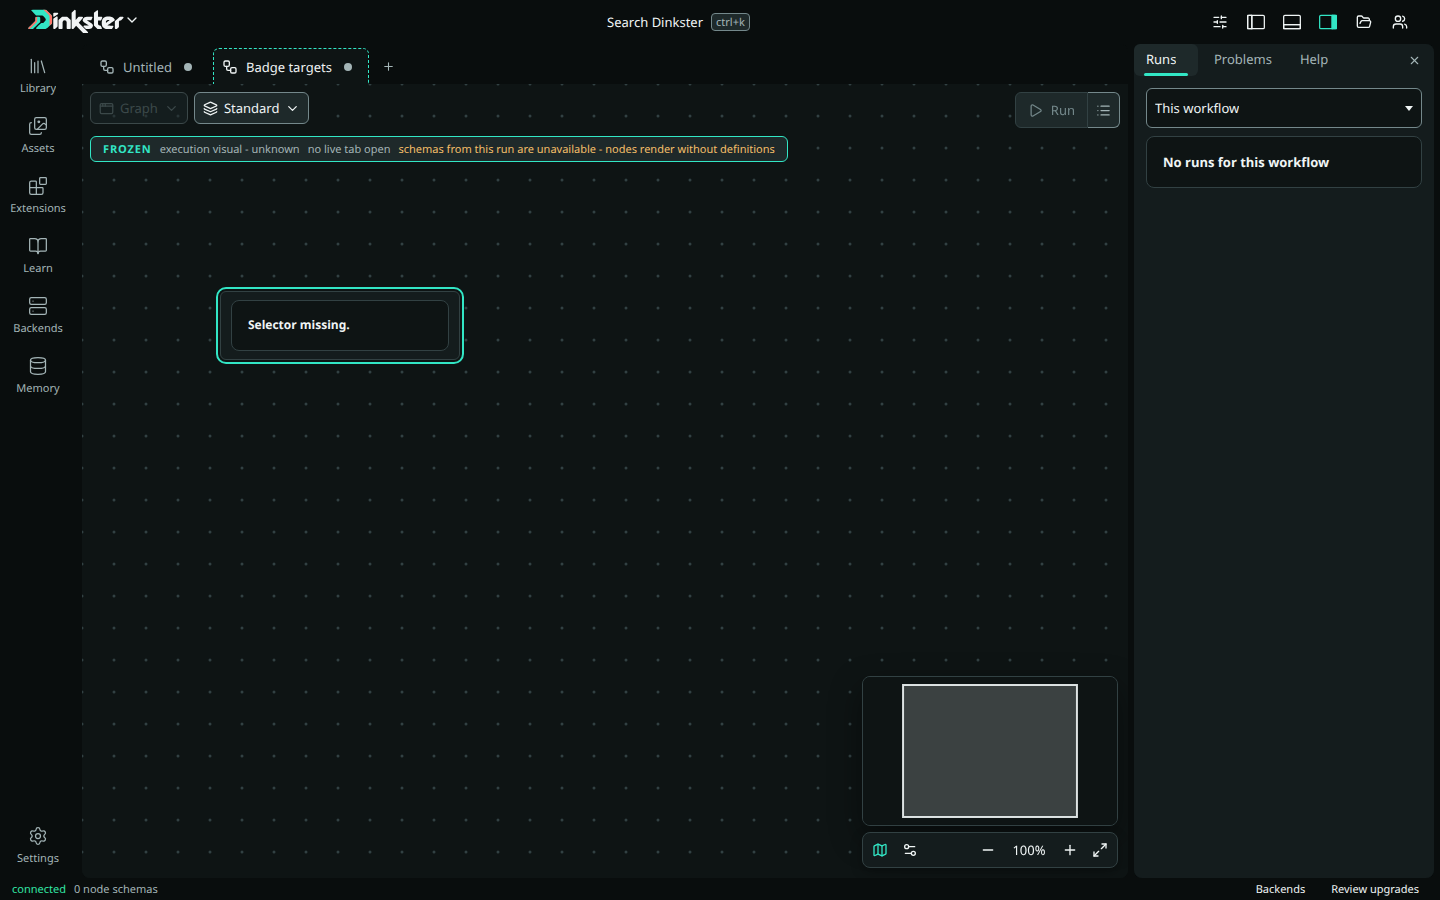 Dinkster
Search Dinkster ctrl+k
Library
Assets
Extensions
Learn
Backends
Memory
Settings
Untitled
Badge targets
Graph
Standard
Run
FROZEN execution visual - unknown no live tab open schemas from this run are unavailable - nodes render without definitions
Selector missing.
100%
Runs
Problems
Help
This workflow
No runs for this workflow
connected 0 node schemas
Backends
Review upgrades